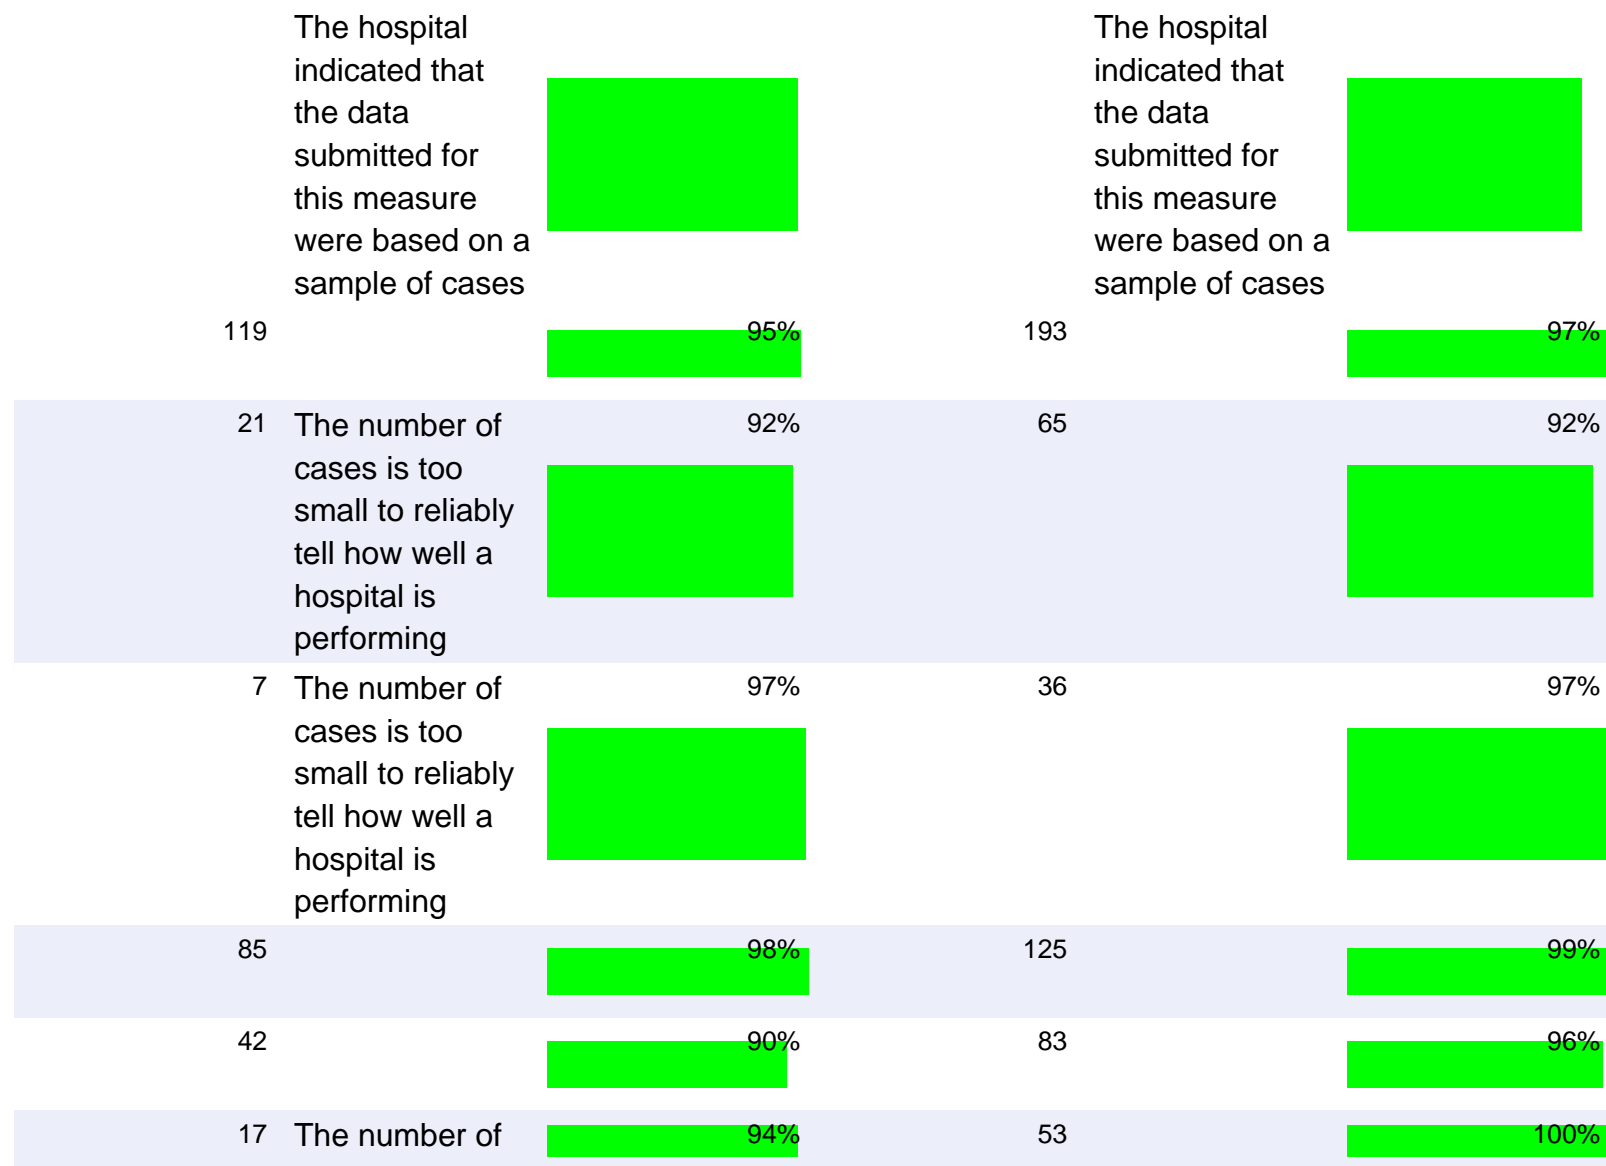 The hospital
indicated that
the data
submitted for
this measure
were based on a
sample of cases
The hospital
indicated that
the data
submitted for
this measure
were based on a
sample of cases
119 95% 193 97%
21 The number of 92% 65 92%
cases is too
small to reliably
tell how well a
hospital is
performing
7 The number of 97% 36 97%
cases is too
small to reliably
tell how well a
hospital is
performing
85 98% 125 99%
42 90% 83 96%
17 The number of 94% 53 100%